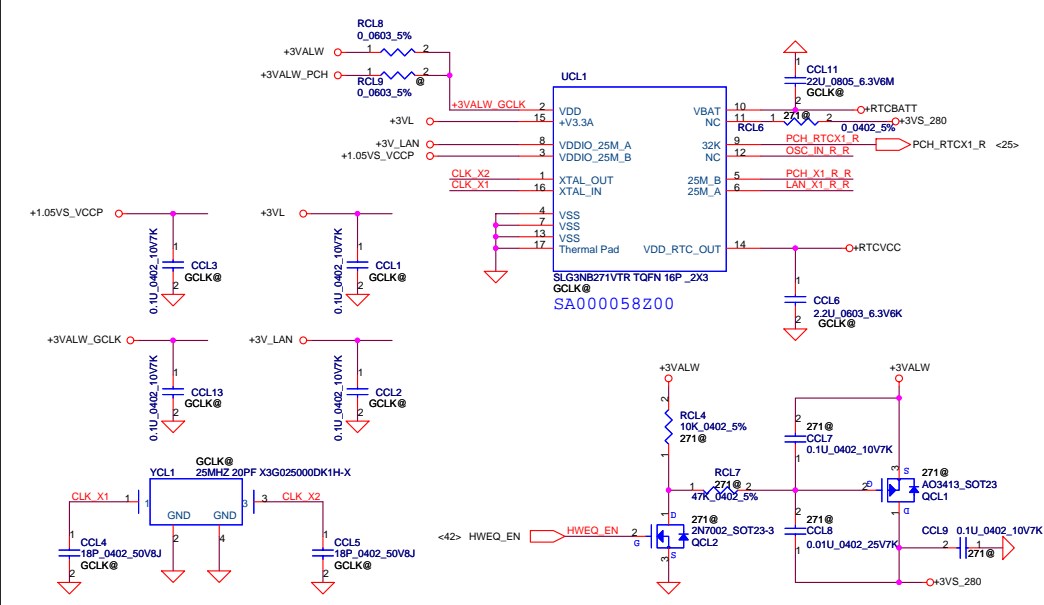 RCL8
0_0603_5%
+3VALW 1 2
+3VALW_PCH 1 2
RCL9 @
0_0603_5%
UCL1
+3VALW_GCLK 2 VDD
+3VL 15 +V3.3A
+3V_LAN 8 VDDIO_25M_A
+1.05VS_VCCP 3 VDDIO_25M_B
CLK_X2 1 XTAL_OUT
CLK_X1 16 XTAL_IN
4 VSS
7 VSS
13 VSS
17 Thermal Pad
VBAT 10 +RTCBATT
NC 11 1 271@ 2 +3VS_280
RCL6 0_0402_5%
32K 9 PCH_RTCX1_R PCH_RTCX1_R <25>
NC 12 OSC_IN_R_R
25M_B 5 PCH_X1_R_R
25M_A 6 LAN_X1_R_R
VDD_RTC_OUT 14 +RTCVCC
SLG3NB271VTR TQFN 16P _2X3
GCLK@
SA000058Z00
1
CCL11
22U_0805_6.3V6M
GCLK@
2
1
CCL6
2.2U_0603_6.3V6K
2 GCLK@
+1.05VS_VCCP
1
CCL3
GCLK@
2
0.1U_0402_10V7K
+3VL
1
CCL1
GCLK@
2
0.1U_0402_10V7K
+3VALW_GCLK
1
CCL13
GCLK@
2
0.1U_0402_10V7K
+3V_LAN
1
CCL2
GCLK@
2
0.1U_0402_10V7K
GCLK@
YCL1 25MHZ 20PF X3G025000DK1H-X
CLK_X1 1 1 3 3 CLK_X2
GND GND
2 4
1
CCL4
18P_0402_50V8J
GCLK@
2
1
CCL5
18P_0402_50V8J
GCLK@
2
+3VALW
2
RCL4
10K_0402_5%
271@
1
RCL7
1 271@ 2
47K_0402_5%
<42> HWEQ_EN HWEQ_EN 2 G
1 D
271@
2N7002_SOT23-3
QCL2
S
3
+3VALW
2
271@
CCL7
0.1U_0402_10V7K
1
2
271@
CCL8
0.01U_0402_25V7K
1
3 S
2 G
271@
AO3413_SOT23
QCL1
1 D
CCL9 0.1U_0402_10V7K
2 1
271@
+3VS_280